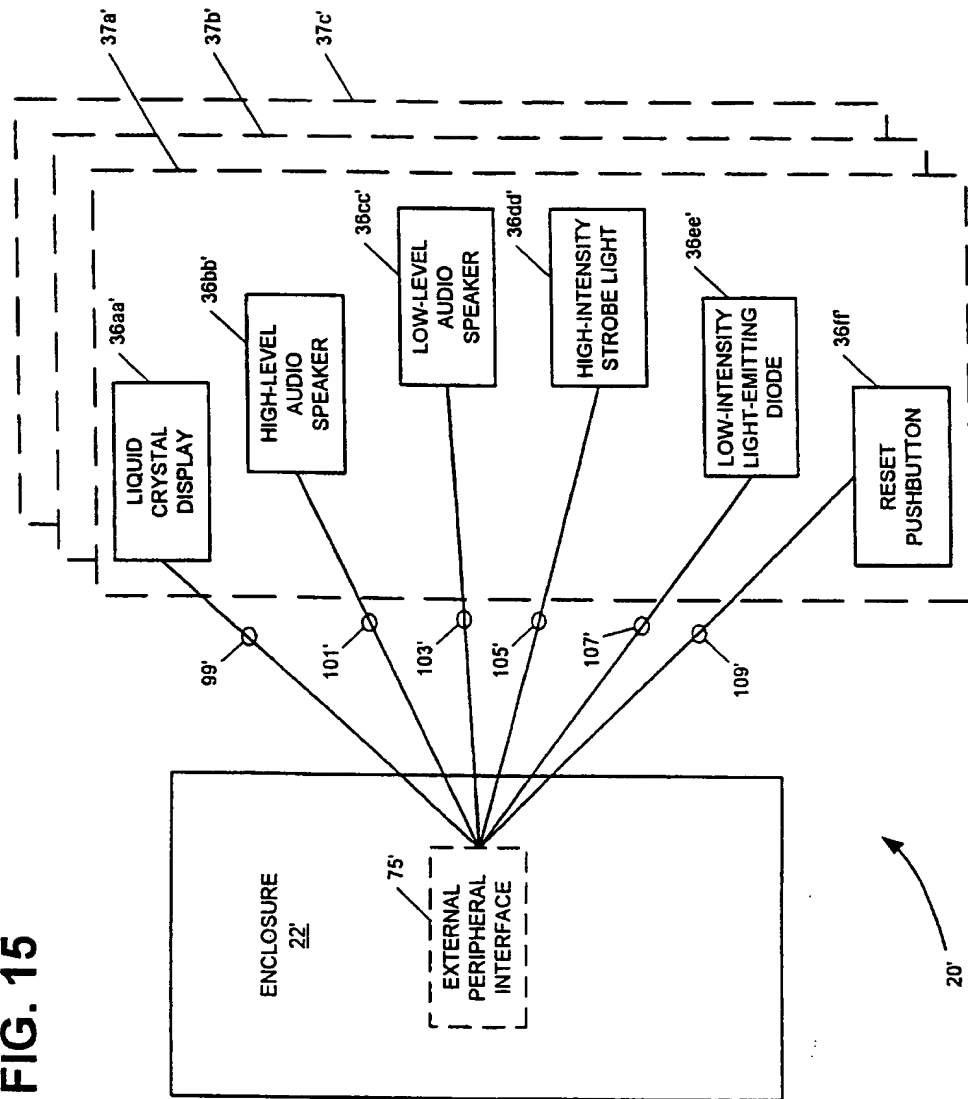 FIG. 15
ENCLOSURE
22'
75'
EXTERNAL
PERIPHERAL
INTERFACE
20'
99'
101'
103'
105'
107'
109'
36aa'
LIQUID
CRYSTAL
DISPLAY
36bb'
HIGH-LEVEL
AUDIO
SPEAKER
36cc'
LOW-LEVEL
AUDIO
SPEAKER
36dd'
HIGH-INTENSITY
STROBE LIGHT
36ee'
LOW-INTENSITY
LIGHT-EMITTING
DIODE
36ff'
RESET
PUSHBUTTON
37a'
37b'
37c'